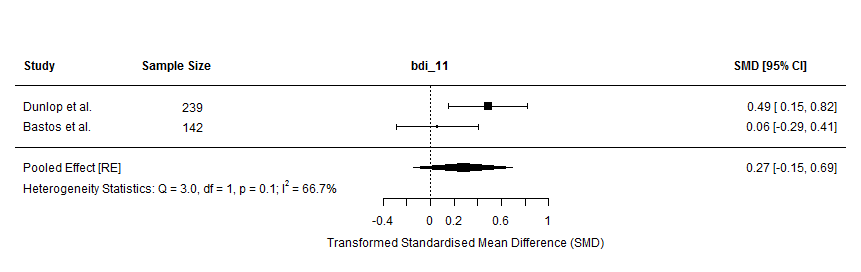 Study Sample Size bdi_11 SMD [95% CI]
Dunlop et al. 239 0.49 [ 0.15, 0.82]
Bastos et al. 142 0.06 [-0.29, 0.41]
Pooled Effect [RE] 0.27 [-0.15, 0.69]
Heterogeneity Statistics: Q = 3.0, df = 1, p = 0.1; I² = 66.7%
-0.4 0 0.2 0.6 1
Transformed Standardised Mean Difference (SMD)